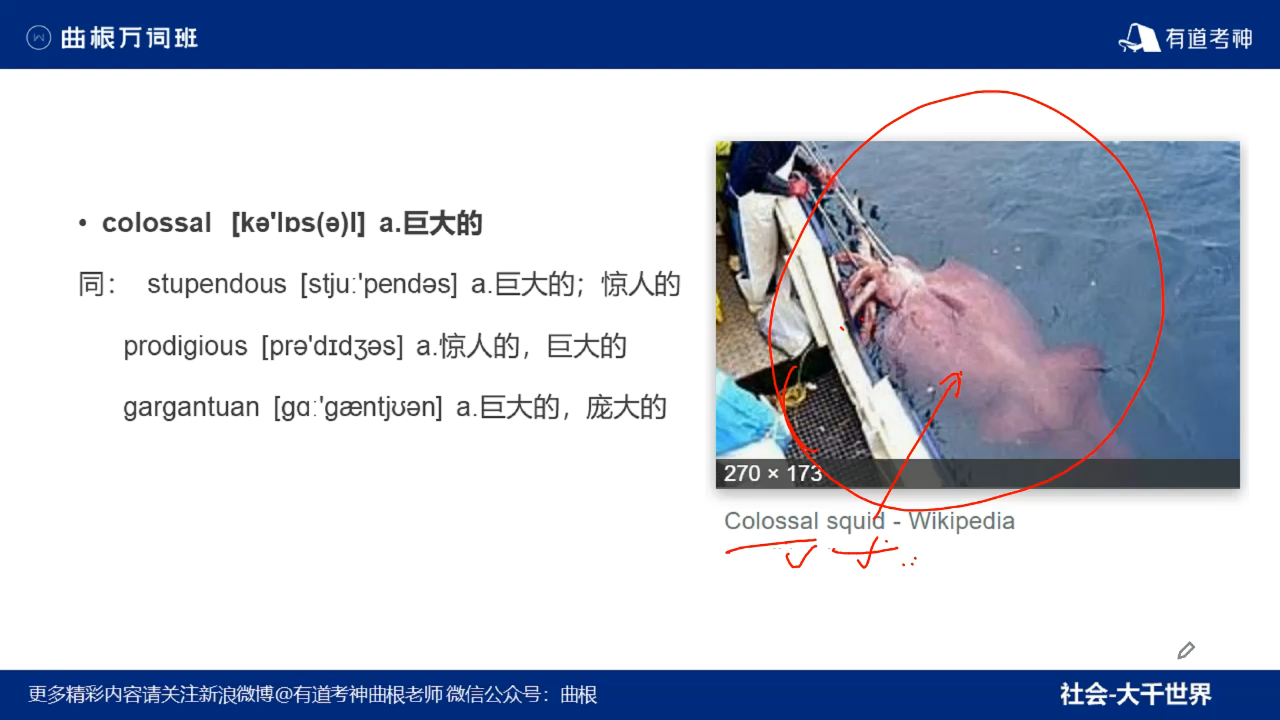 曲根万词班
有道考神
• colossal [kə'lɒs(ə)l] a.巨大的
同： stupendous [stjuː'pendəs] a.巨大的；惊人的
prodigious [prə'dɪdʒəs] a.惊人的，巨大的
gargantuan [ɡɑː'ɡæntjʊən] a.巨大的，庞大的
270 × 173
Colossal squid - Wikipedia
更多精彩内容请关注新浪微博@有道考神曲根老师 微信公众号：曲根
社会-大千世界